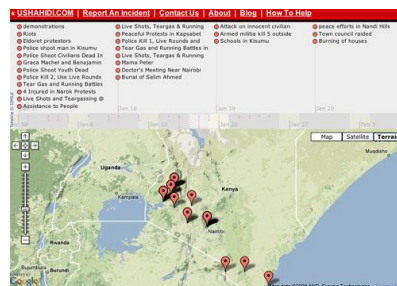 « USHAHIDI.COM | Report An Incident | Contact Us | About | Blog | How To Help
demonstrations
Riots
Eldoret protestors
Police shoot man in Kisumu
Police Shoot Civilians Dead In
Graca Machel and Benajamin
Police Shoot Youth Dead
Police Kill 2, Use Live Rounds
Tear Gas and Running Battles
4 Injured in Narok Protests
Live Shots and Teargassing @
Assistance to People
Live Shots, Teargas & Running
Peaceful Protests in Kapsabet
Police Kill 1, Live Rounds and
Tear Gas and Running Battles in
Live Shots, Teargas & Running
Mama Peter
Doctor's Meeting Near Nairobi
Burial of Salim Ahmed
Attack on innocent civilian
Armed militia kill 5 outside
Schools in Kisumu
peace efforts in Nandi Hills
Town council raided
Burning of houses
Jan 18
Jan 19
Jan 20
Map
Satellite
Terrai
Uganda
Kampala
Kenya
Nairobi
Rwanda
Burundi
Google